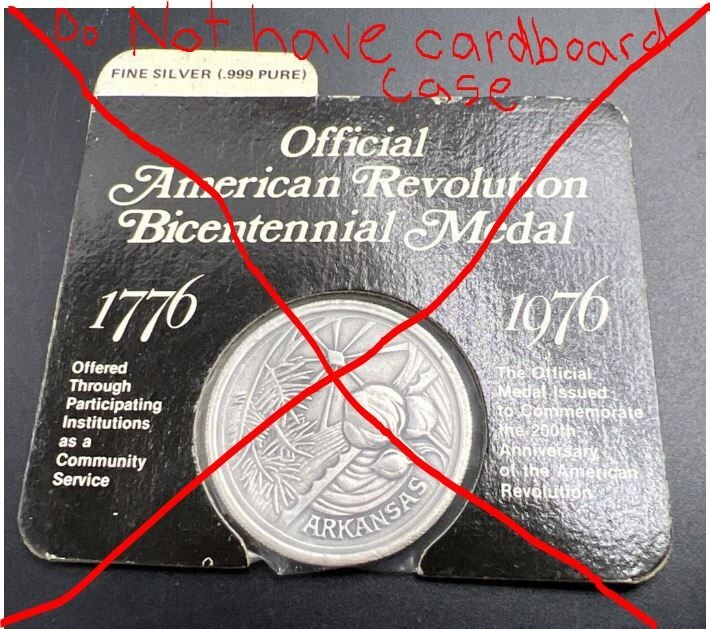 Do Not have cardboard
case
FINE SILVER (.999 PURE)
Official
American Revolution
Bicentennial Medal
1776
1976
Offered
Through
Participating
Institutions
as a
Community
Service
The Official
Medal Issued
to Commemorate
the 200th
Anniversary
of the American
Revolution
ARKANSAS